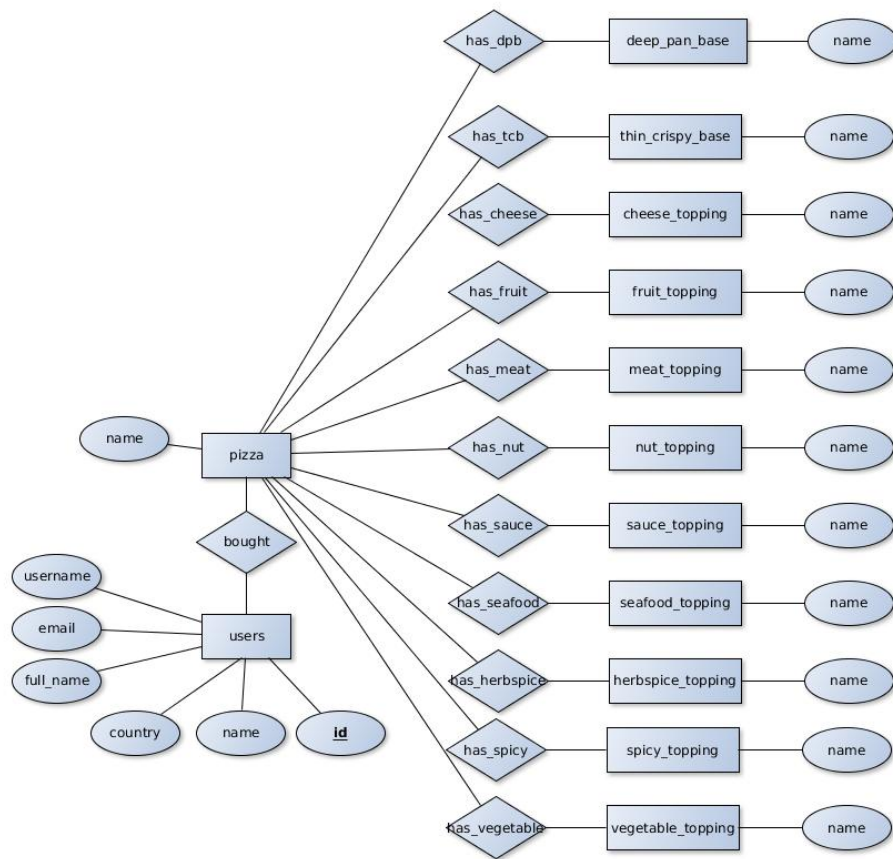 has_dpb
deep_pan_base
name
has_tcb
thin_crispy_base
name
has_cheese
cheese_topping
name
has_fruit
fruit_topping
name
has_meat
meat_topping
name
name
pizza
has_nut
nut_topping
name
has_sauce
sauce_topping
name
bought
username
has_seafood
seafood_topping
name
email
users
full_name
has_herbspice
herbspice_topping
name
country
name
id
has_spicy
spicy_topping
name
has_vegetable
vegetable_topping
name